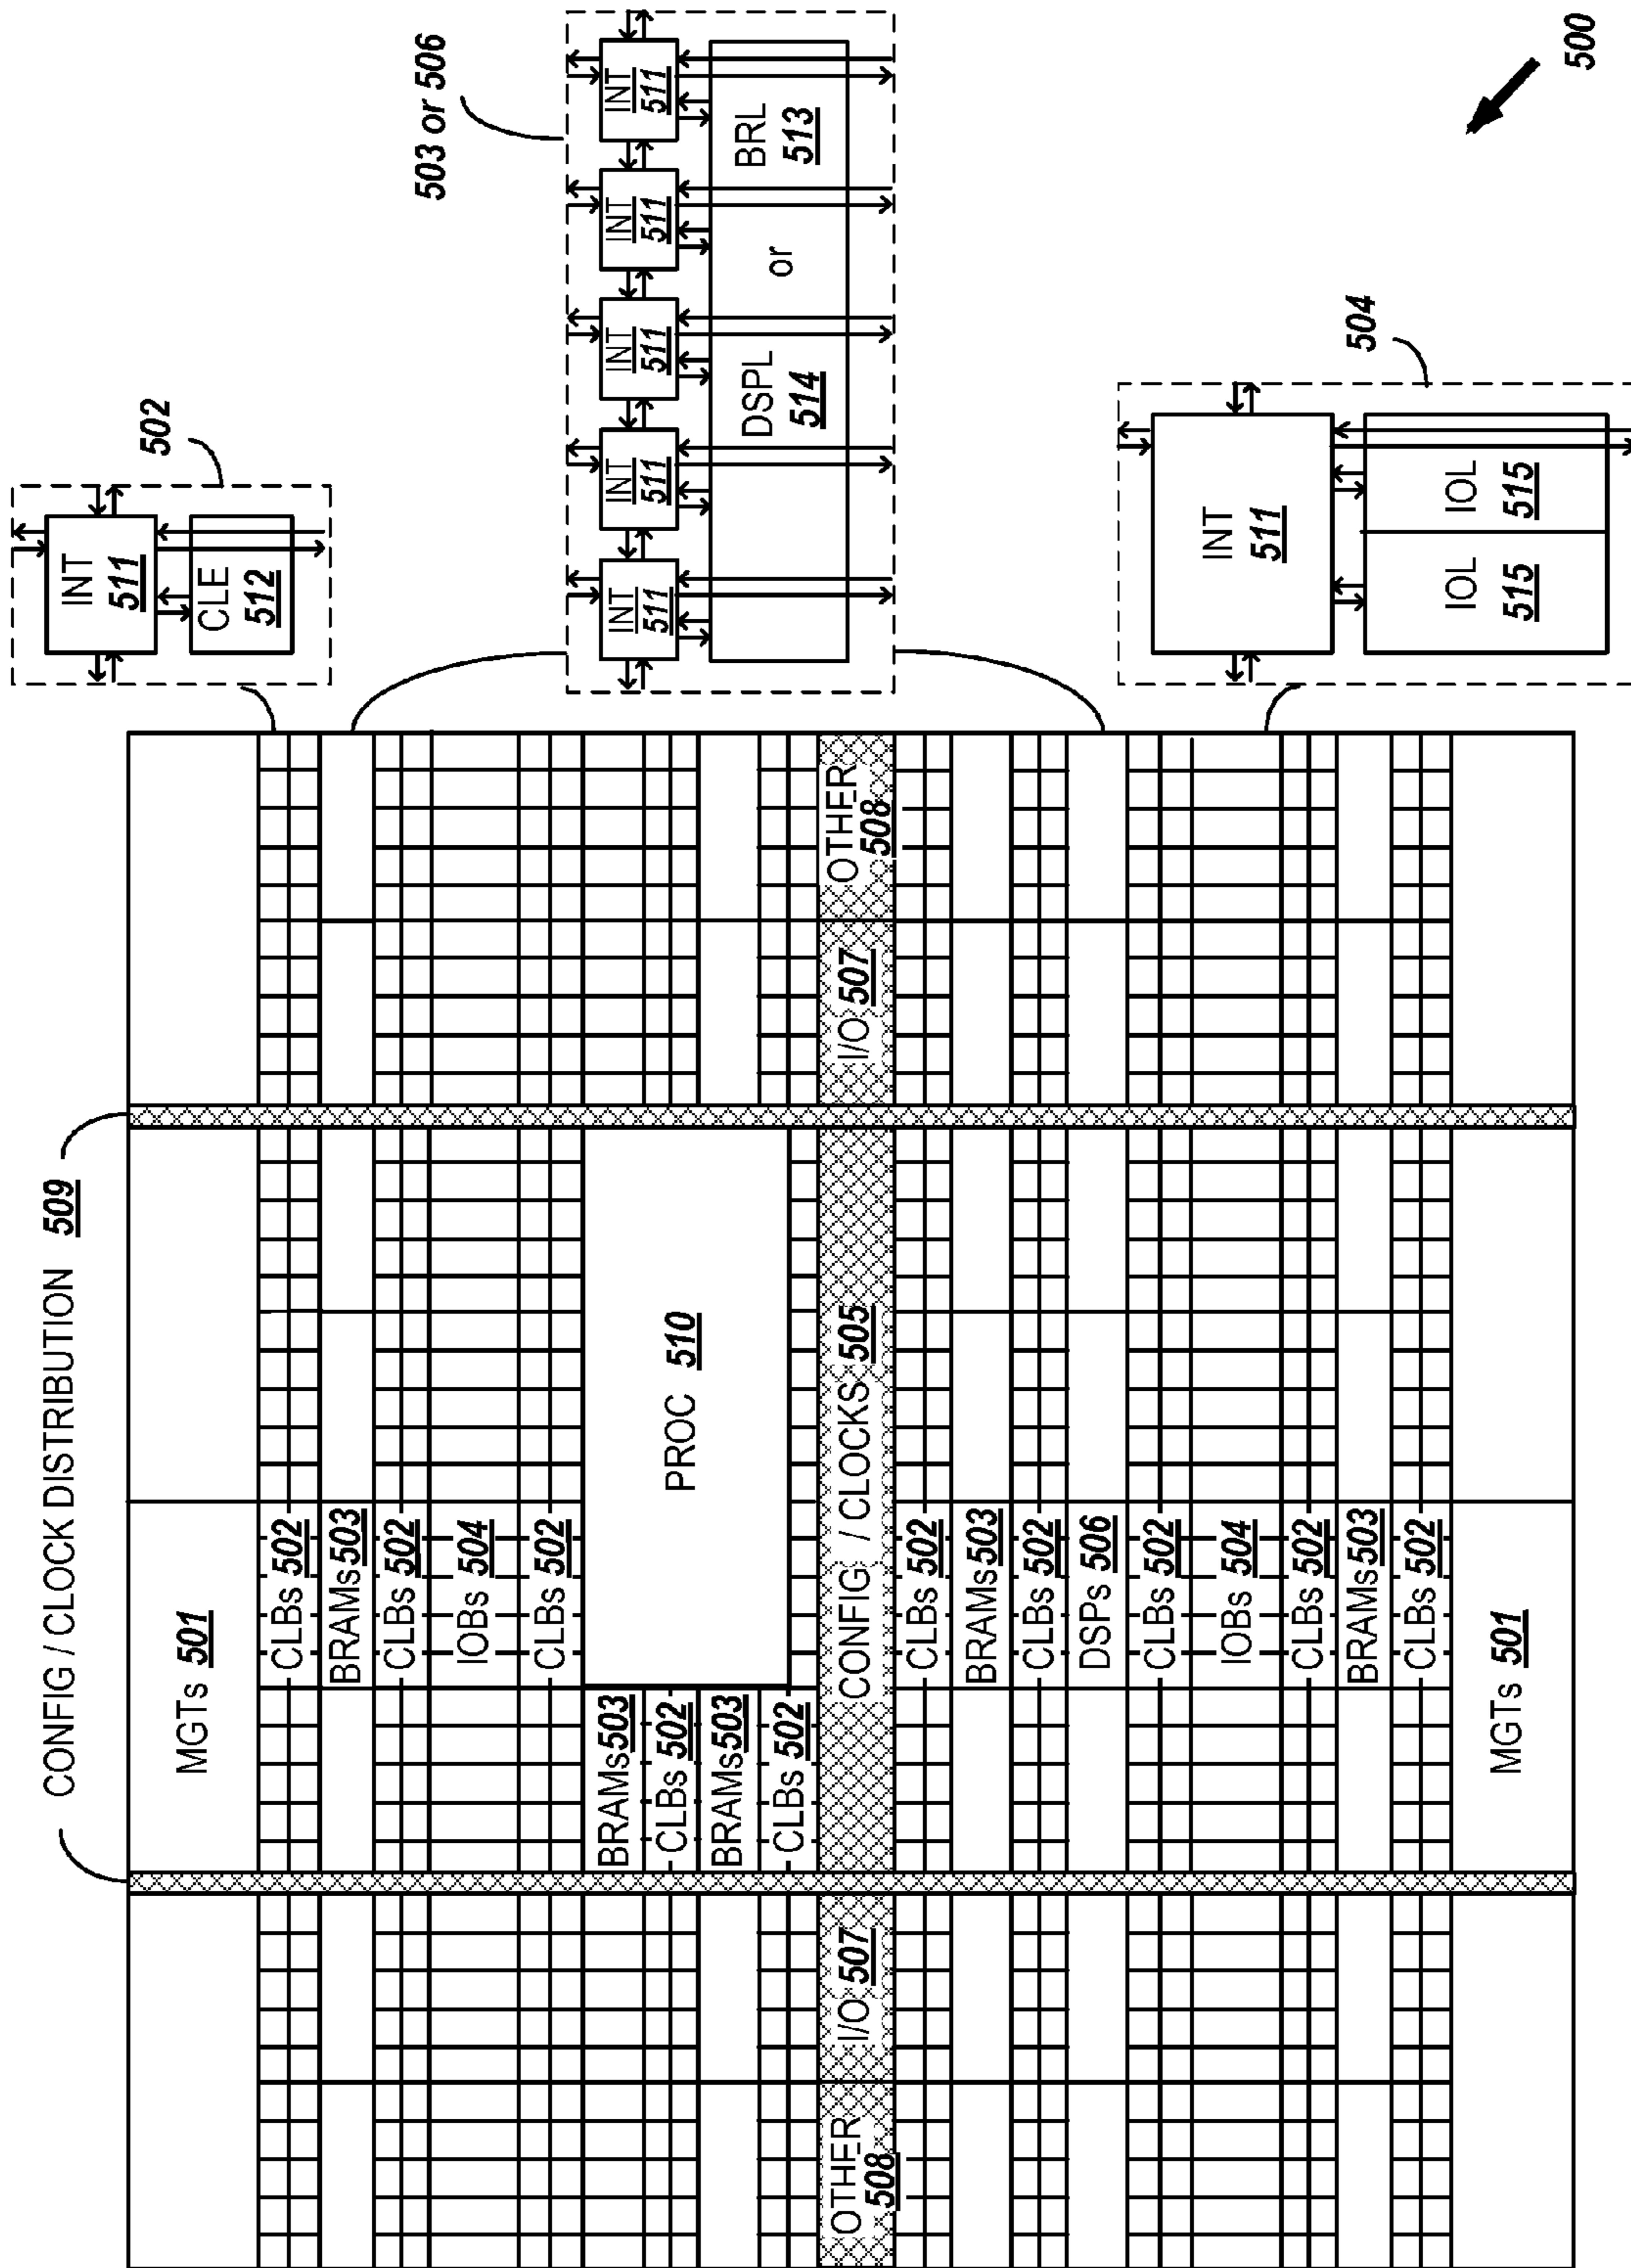 CONFIG / CLOCK DISTRIBUTION 509
MGTs 501
CLBs 502
BRAMs 503
CLBs 502
IOBs 504
CLBs 502
BRAMs 503
CLBs 502
BRAMs 503
CLBs 502
PROC 510
OTHER
508
I/O 507
CONFIG / CLOCKS 505
I/O 507
OTHER
508
CLBs 502
BRAMs 503
CLBs 502
DSPs 506
CLBs 502
IOBs 504
CLBs 502
BRAMs 503
CLBs 502
MGTs 501
502
INT
511
CLE
512
503 or 506
INT
511
INT
511
INT
511
INT
511
INT
511
DSPL or BRL
514 513
504
INT
511
IOL IOL
515 515
500